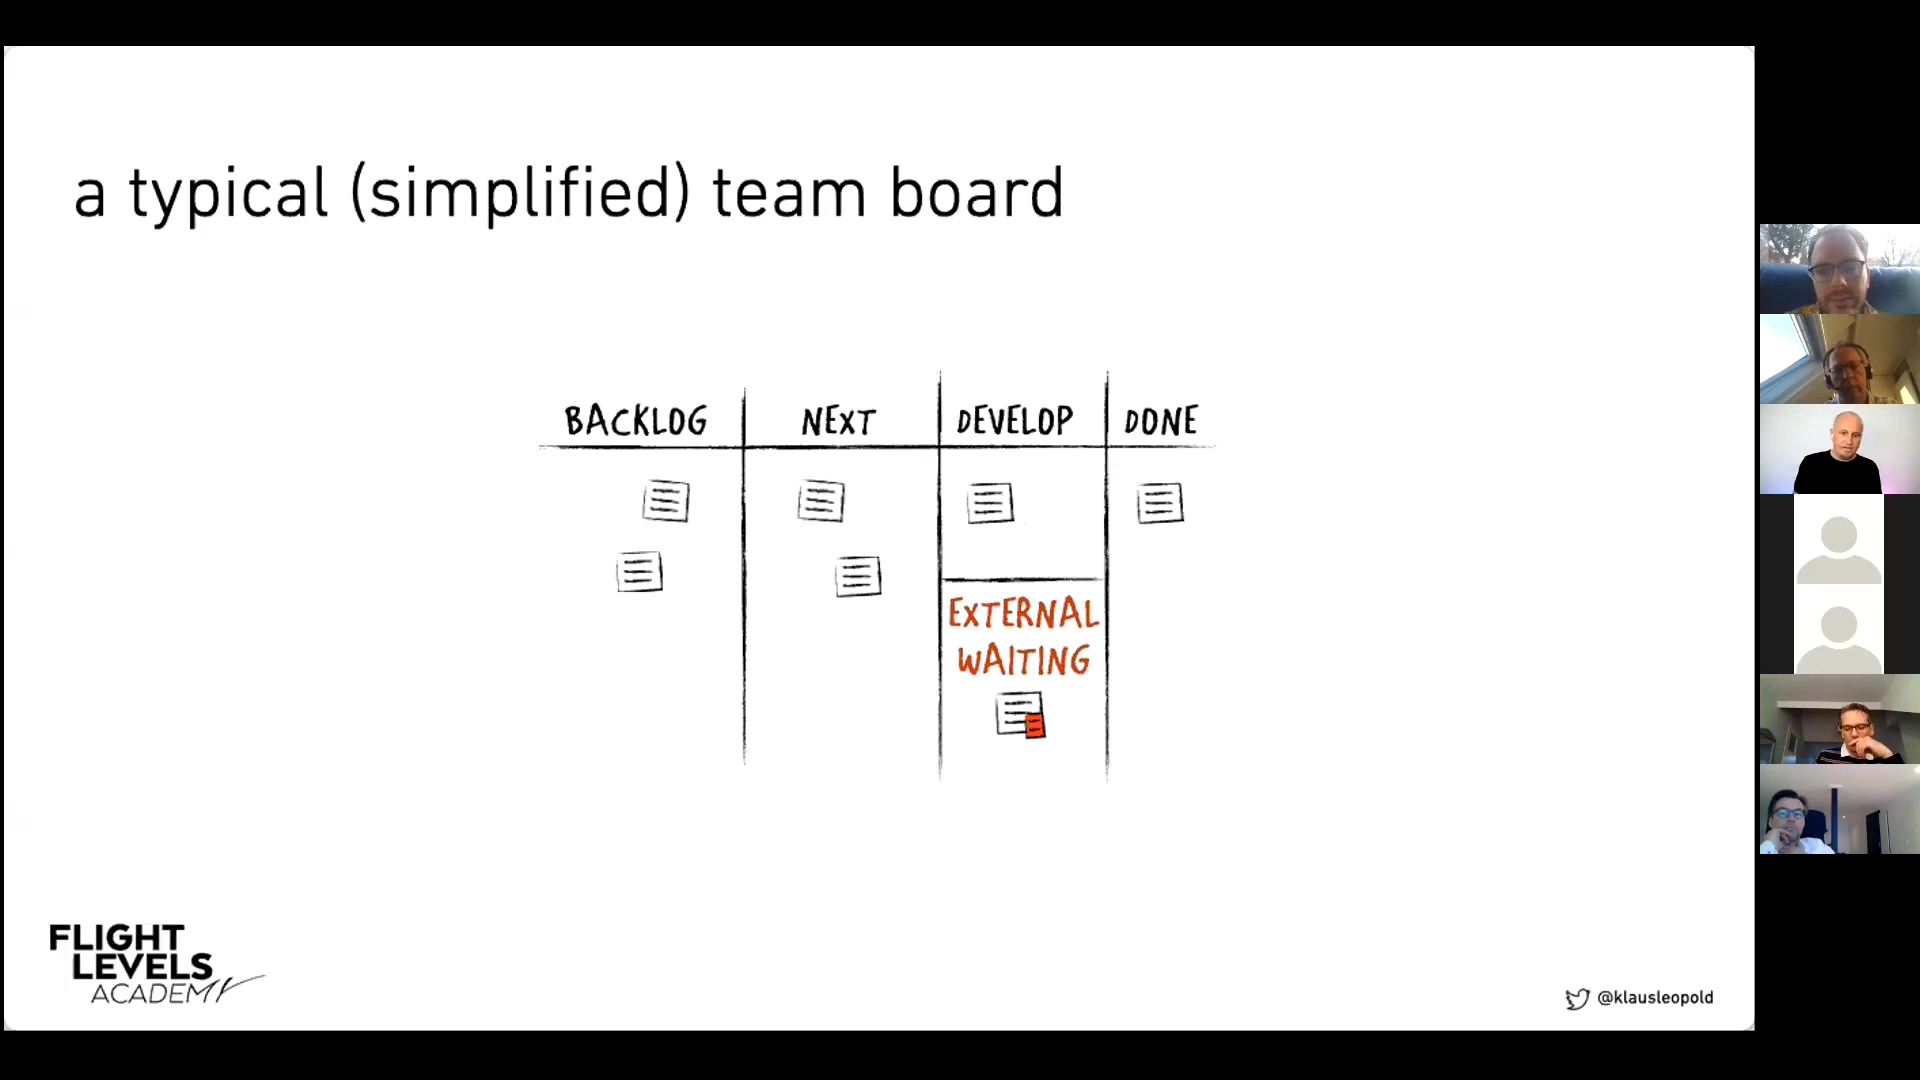 a typical (simplified) team board
BACKLOG NEXT DEVELOP DONE
EXTERNAL
WAITING
FLIGHT
LEVELS
ACADEMY
@klausleopold